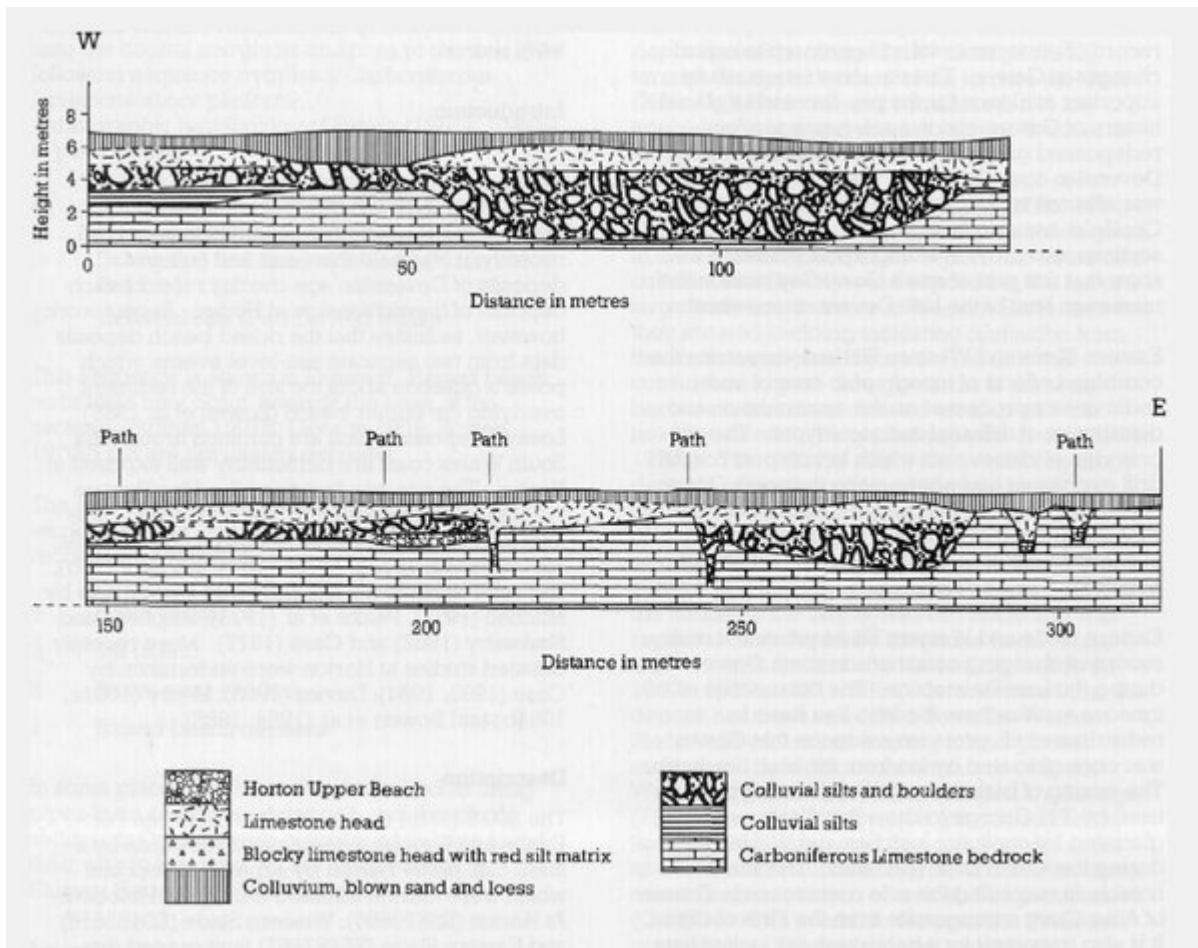 W
Height in metres
8
6
4
2
0
0
50
100
Distance in metres
E
Path
Path
Path
Path
Path
150
200
250
300
Distance in metres
Horton Upper Beach
Limestone head
Blocky limestone head with red silt matrix
Colluvium, blown sand and loess
Colluvial silts and boulders
Colluvial silts
Carboniferous Limestone bedrock